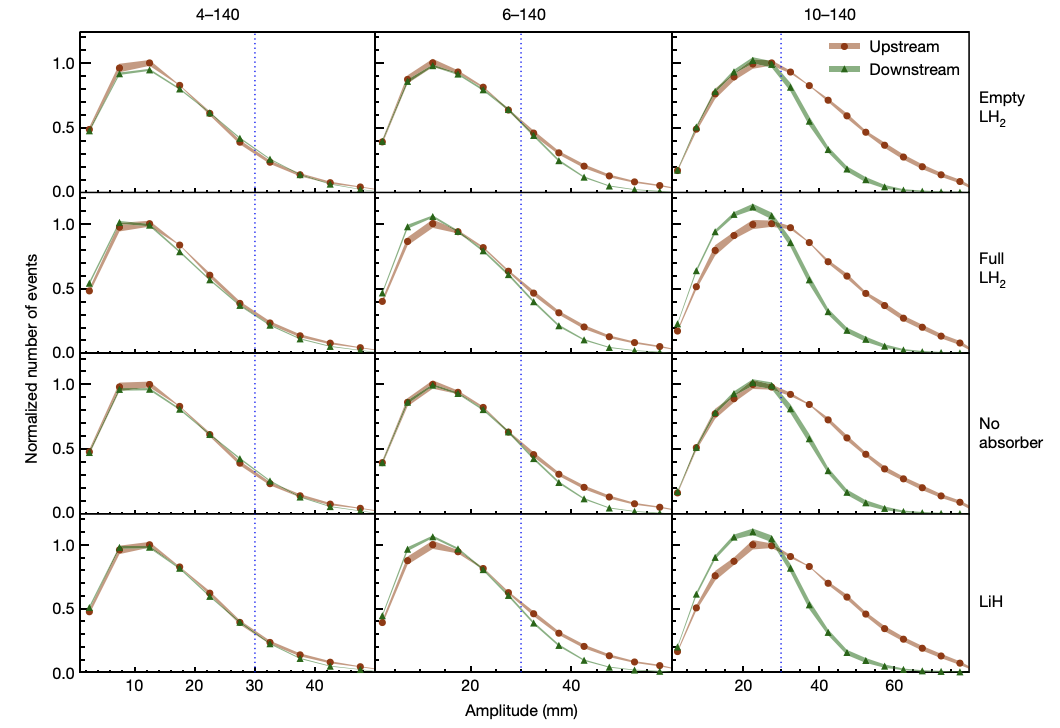 4–140 6–140 10–140
Upstream
Downstream
1.0
0.5
0.0
Empty
LH₂
1.0
0.5
0.0
Full
LH₂
1.0
0.5
0.0
No
absorber
1.0
0.5
0.0
LiH
10 20 30 40 20 40 20 40 60
Amplitude (mm)
Normalized number of events